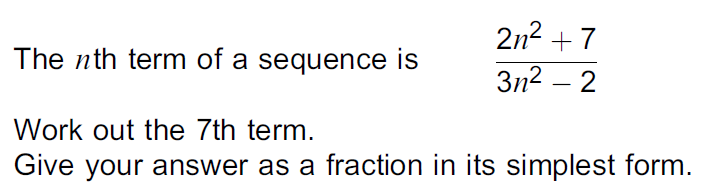 The nth term of a sequence is (2n² + 7)/(3n² – 2)
Work out the 7th term.
Give your answer as a fraction in its simplest form.